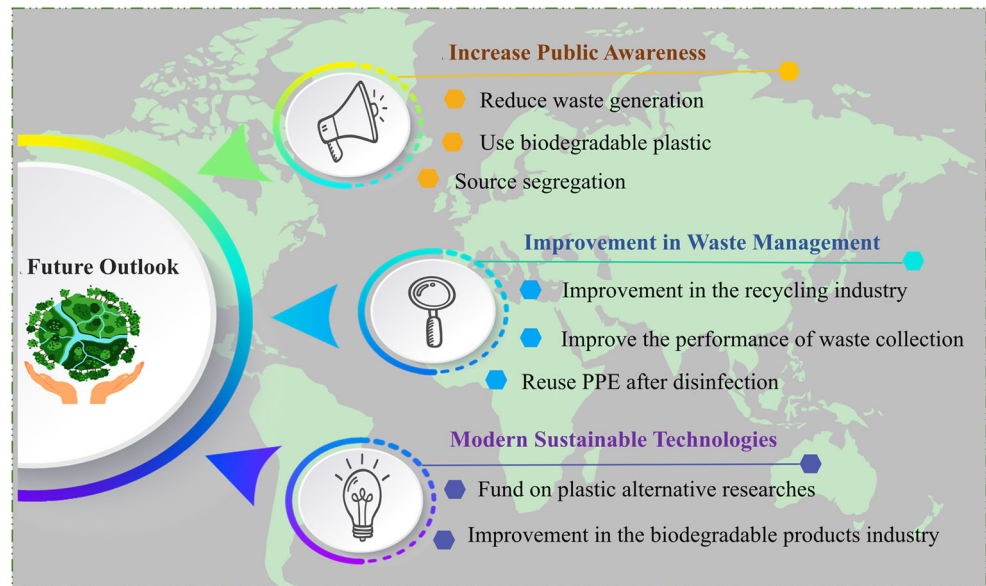 Increase Public Awareness
Reduce waste generation
Use biodegradable plastic
Source segregation
Future Outlook
Improvement in Waste Management
Improvement in the recycling industry
Improve the performance of waste collection
Reuse PPE after disinfection
Modern Sustainable Technologies
Fund on plastic alternative researches
Improvement in the biodegradable products industry